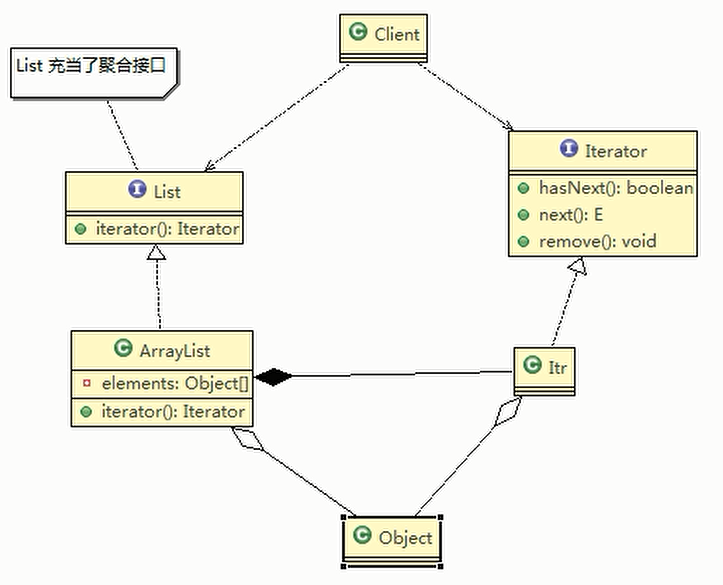 C Client
List 充当了聚合接口
I List
iterator(): Iterator
I Iterator
hasNext(): boolean
next(): E
remove(): void
C ArrayList
elements: Object[]
iterator(): Iterator
C Itr
C Object